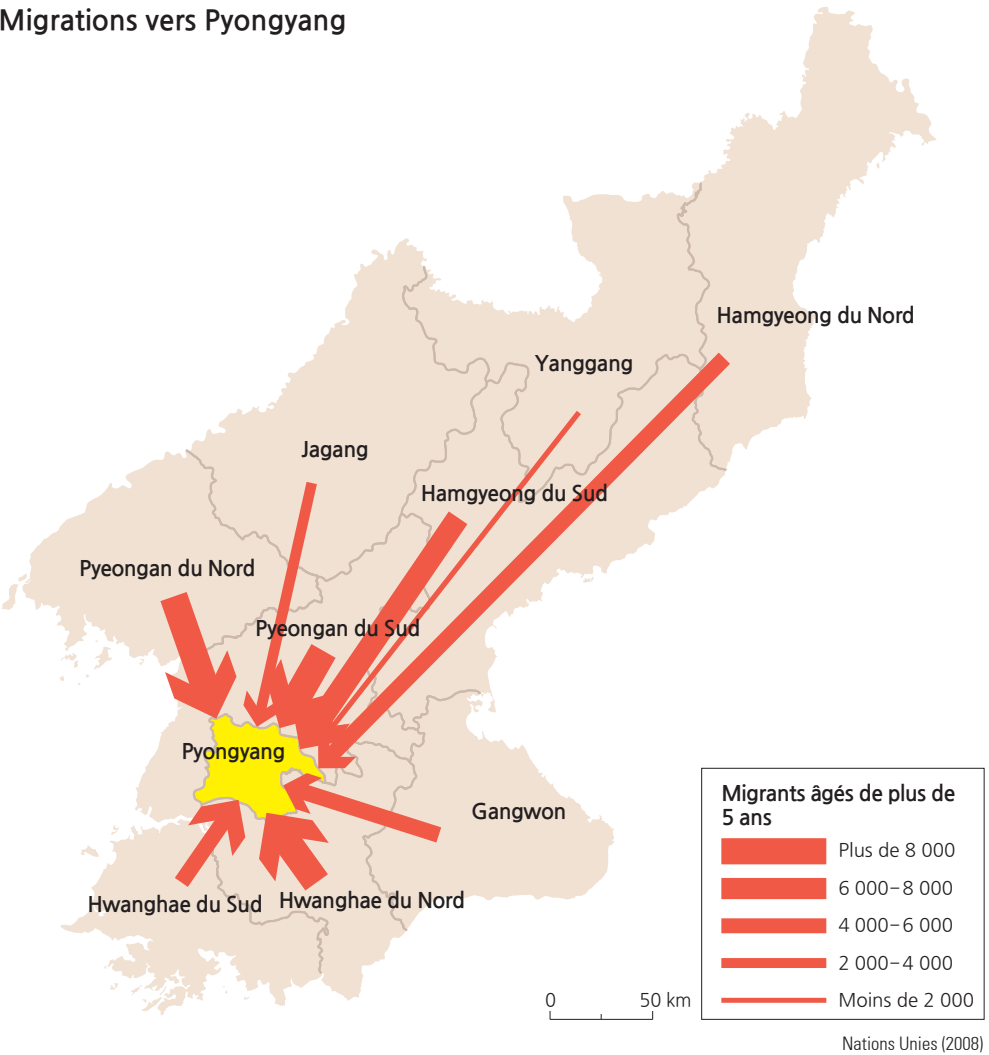 Migrations vers Pyongyang
Hamgyeong du Nord
Yanggang
Jagang
Hamgyeong du Sud
Pyeongan du Nord
Pyeongan du Sud
Pyongyang
Gangwon
Hwanghae du Sud
Hwanghae du Nord
Migrants âgés de plus de
5 ans
Plus de 8 000
6 000–8 000
4 000–6 000
2 000–4 000
Moins de 2 000
0 50 km
Nations Unies (2008)